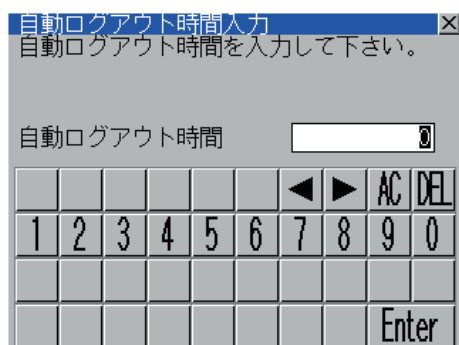 自動ログアウト時間入力 ×
自動ログアウト時間を入力して下さい。
自動ログアウト時間 0
◀ ▶ AC DEL
1 2 3 4 5 6 7 8 9 0
Enter